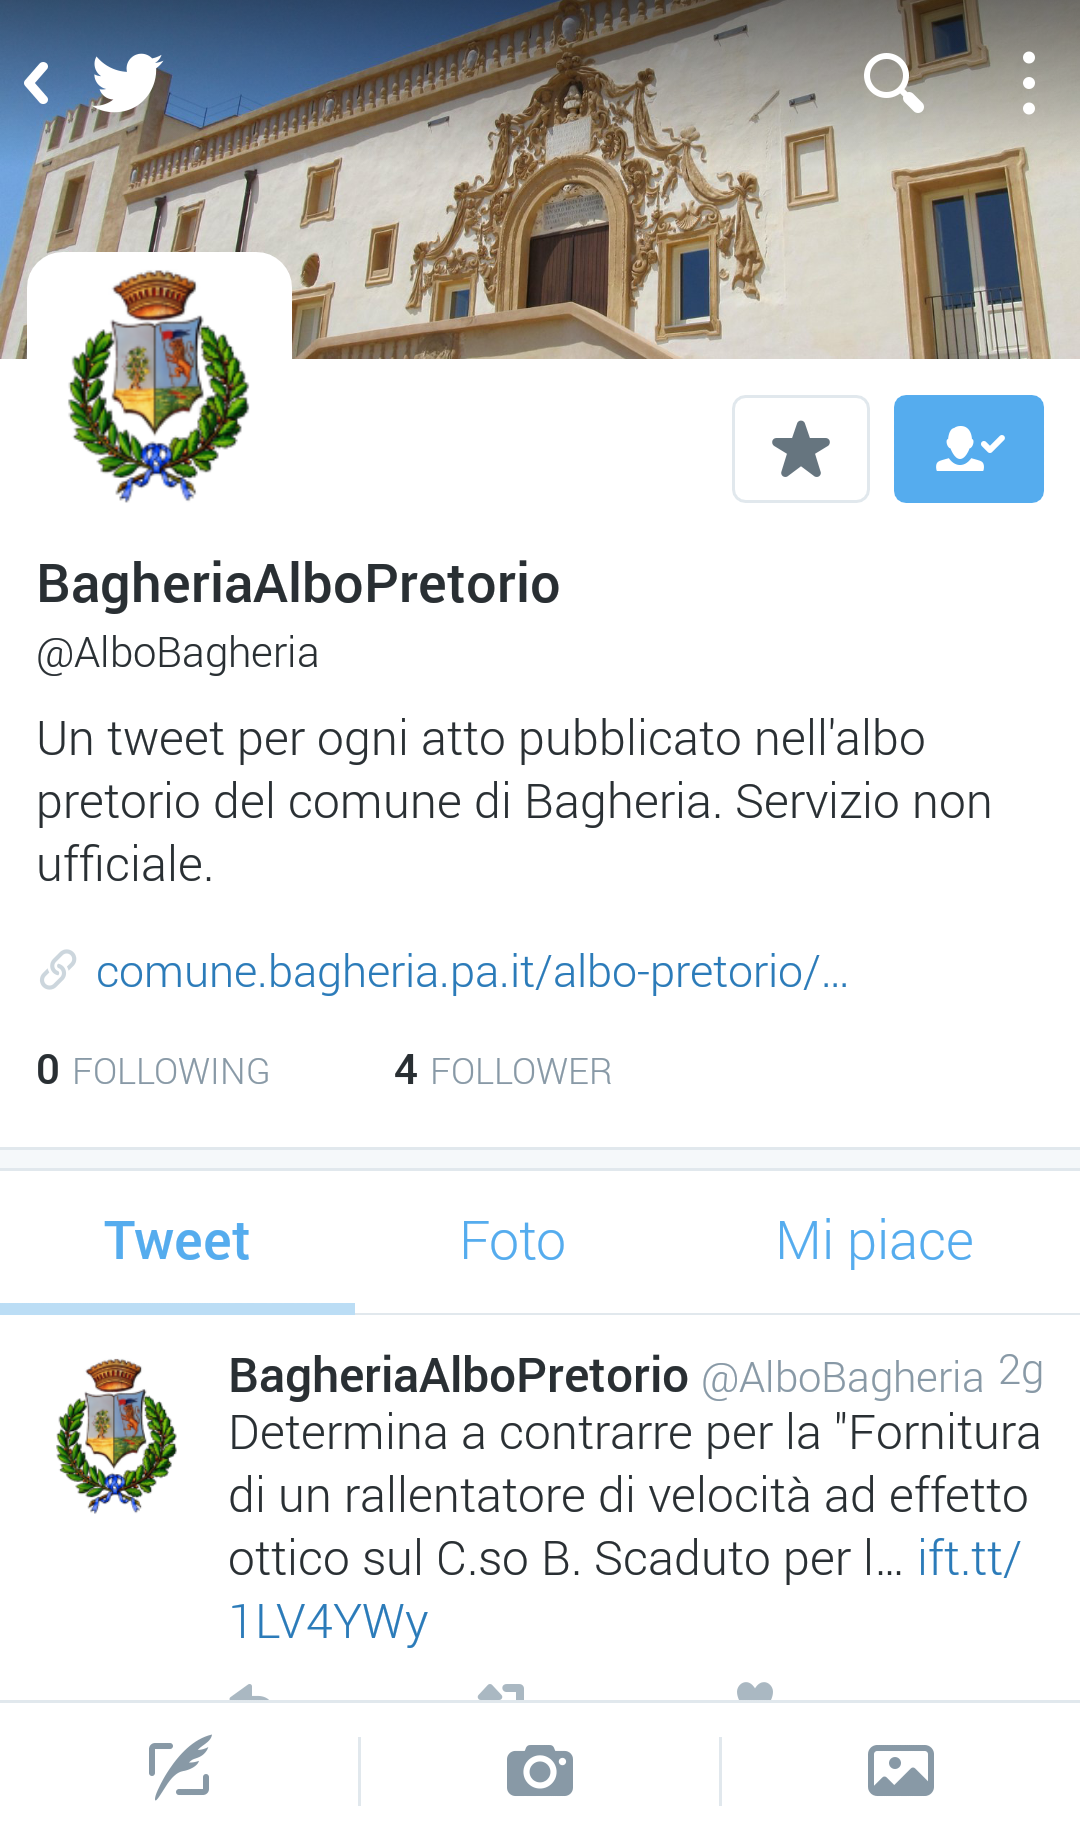 BagheriaAlboPretorio
@AlboBagheria
Un tweet per ogni atto pubblicato nell'albo
pretorio del comune di Bagheria. Servizio non
ufficiale.
comune.bagheria.pa.it/albo-pretorio/...
0 FOLLOWING 4 FOLLOWER
Tweet Foto Mi piace
BagheriaAlboPretorio @AlboBagheria 2g
Determina a contrarre per la "Fornitura
di un rallentatore di velocità ad effetto
ottico sul C.so B. Scaduto per l... ift.tt/
1LV4YWy